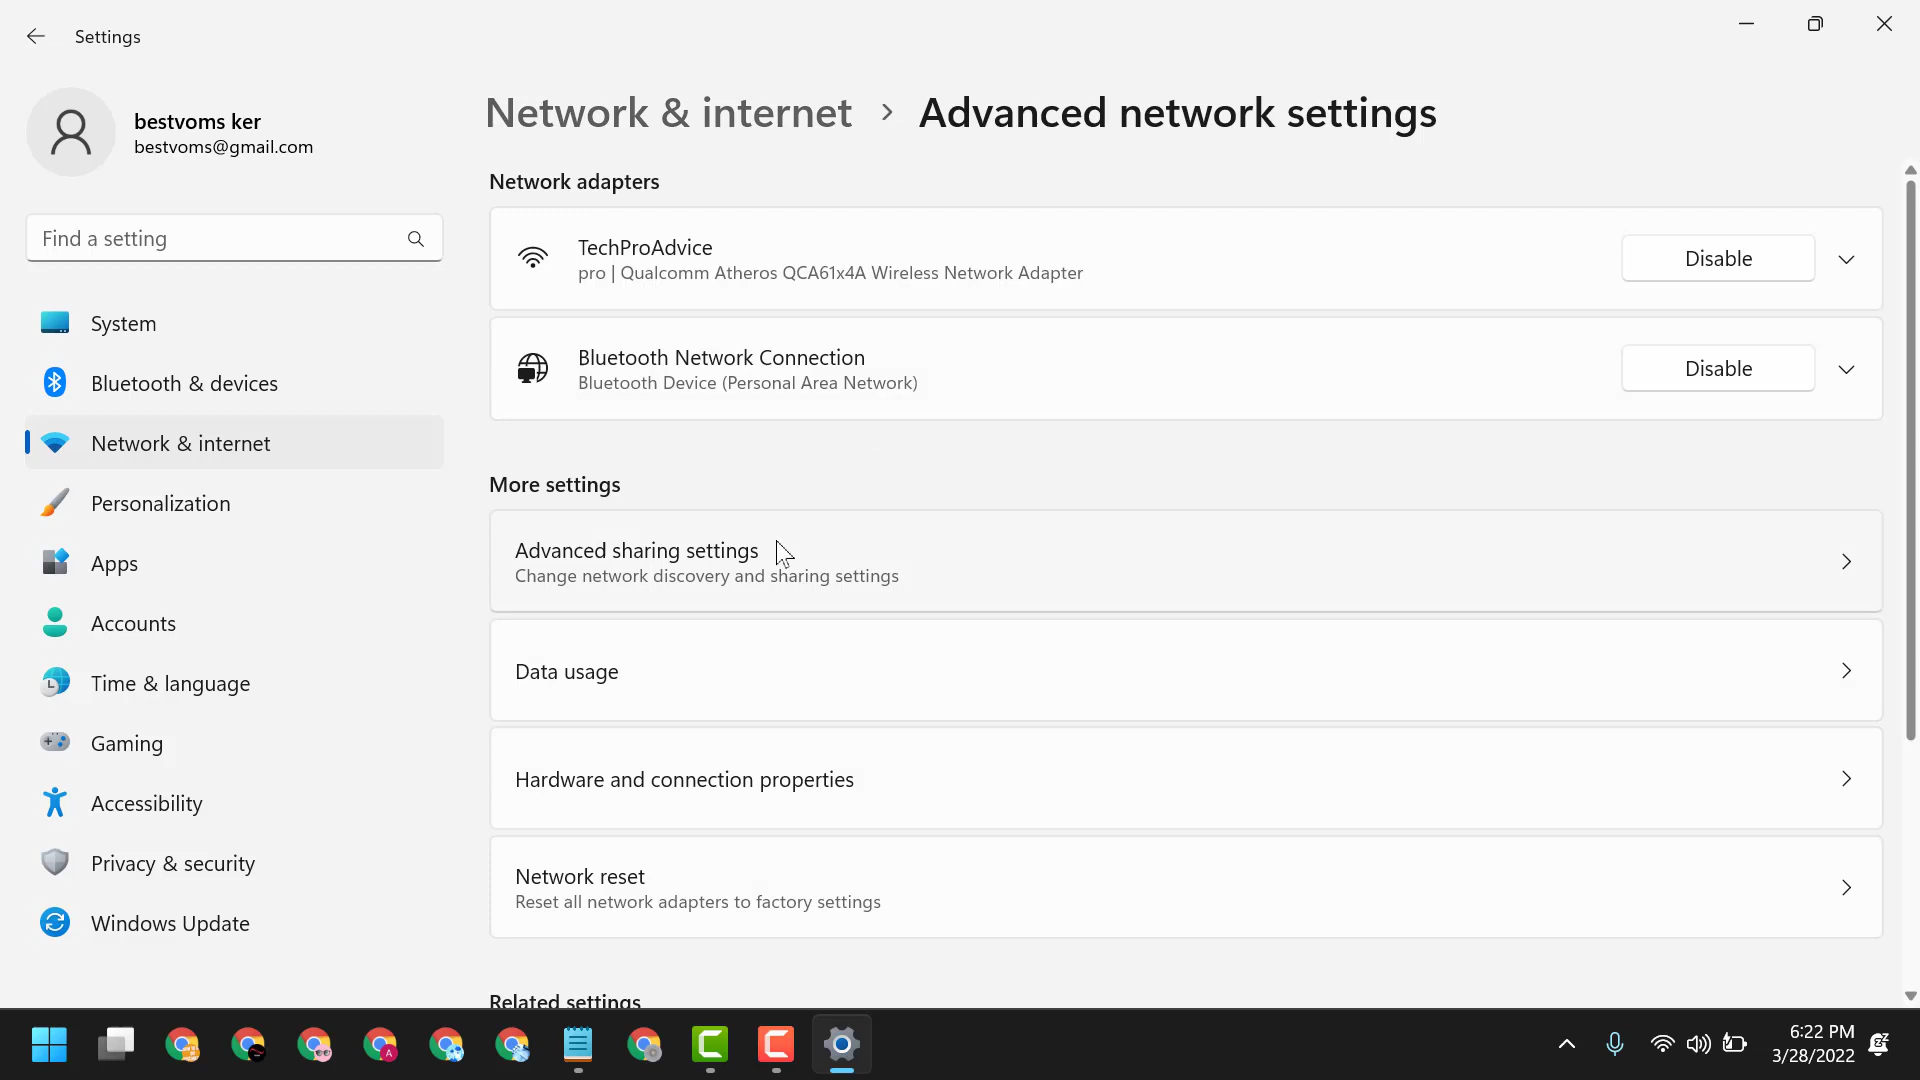 Settings
bestvoms ker
bestvoms@gmail.com
Find a setting
System
Bluetooth & devices
Network & internet
Personalization
Apps
Accounts
Time & language
Gaming
Accessibility
Privacy & security
Windows Update
Network & internet > Advanced network settings
Network adapters
TechProAdvice
pro | Qualcomm Atheros QCA61x4A Wireless Network Adapter
Disable
Bluetooth Network Connection
Bluetooth Device (Personal Area Network)
Disable
More settings
Advanced sharing settings
Change network discovery and sharing settings
Data usage
Hardware and connection properties
Network reset
Reset all network adapters to factory settings
Related settings
6:22 PM
3/28/2022